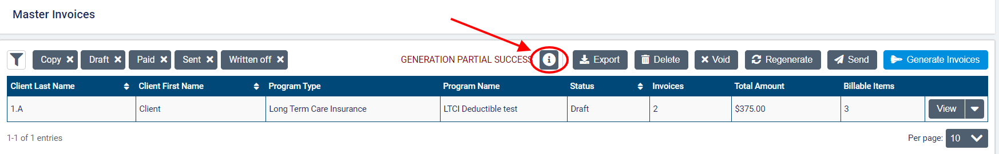 Master Invoices
Copy Draft Paid Sent Written off GENERATION PARTIAL SUCCESS Export Delete Void Regenerate Send Generate Invoices
Client Last Name Client First Name Program Type Program Name Status Invoices Total Amount Billable Items
1.A Client Long Term Care Insurance LTCI Deductible test Draft 2 $375.00 3 View
1-1 of 1 entries Per page: 10